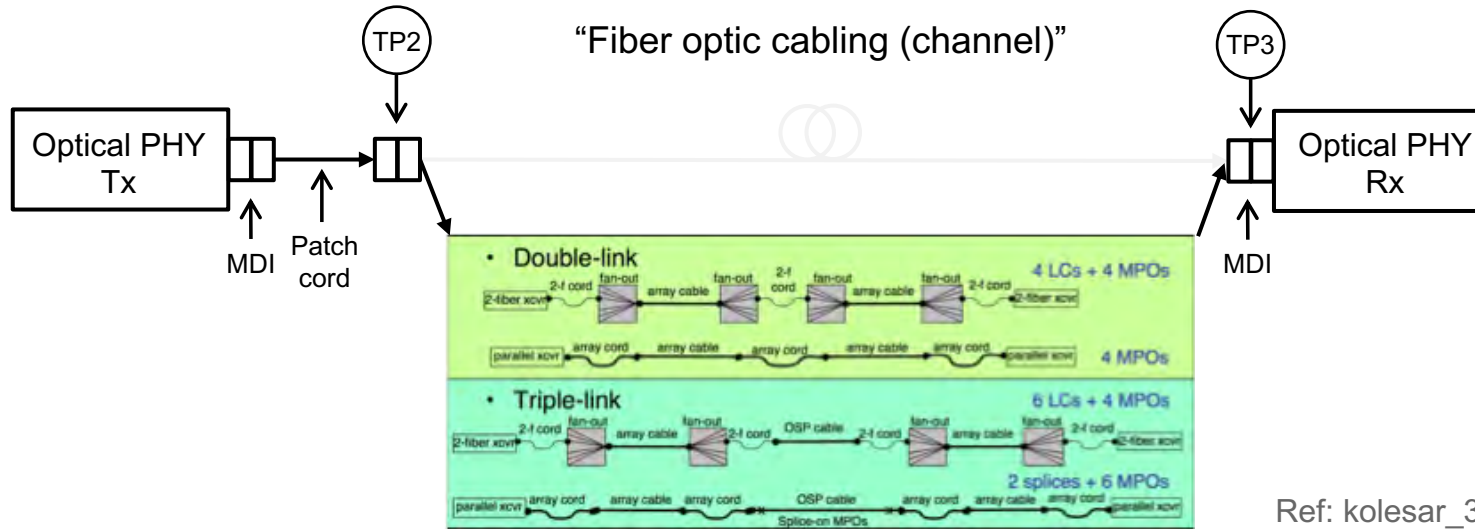 TP2
“Fiber optic cabling (channel)”
TP3
Optical PHY
Tx
Optical PHY
Rx
MDI
Patch
cord
MDI
• Double-link
4 LCs + 4 MPOs
2-fiber xcvr
2-f cord
fan-out
array cable
fan-out
2-f
cord
fan-out
array cable
fan-out
2-f cord
2-fiber xcvr
parallel xcvr
array cord
array cable
array cord
array cable
array cord
parallel xcvr
4 MPOs
• Triple-link
6 LCs + 4 MPOs
2-fiber xcvr
2-f cord
fan-out
array cable
fan-out
2-f cord
OSP cable
2-f cord
fan-out
array cable
fan-out
2-f cord
2-fiber xcvr
2 splices + 6 MPOs
parallel xcvr
array cord
array cable
array cord
OSP cable
Splice-on MPOs
array cord
array cable
array cord
parallel xcvr
Ref: kolesar_3